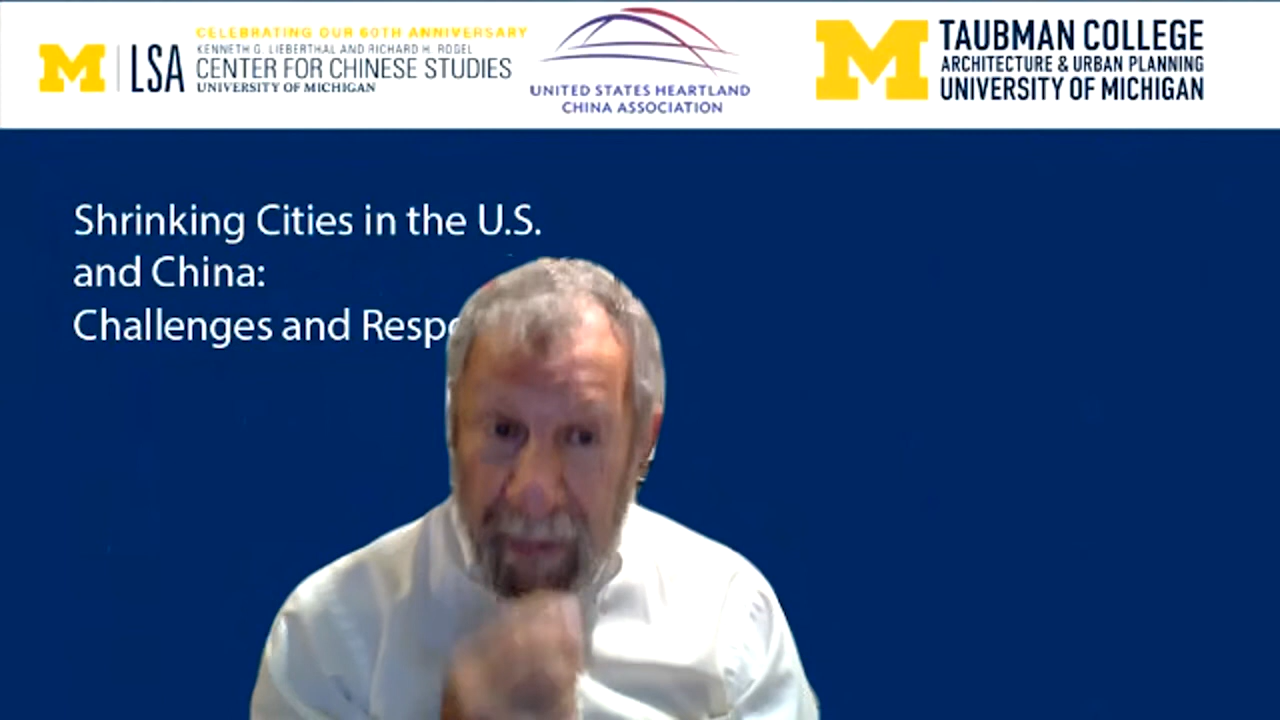 M LSA
CELEBRATING OUR 60TH ANNIVERSARY
KENNETH G. LIEBERTHAL AND RICHARD H. ROGEL
CENTER FOR CHINESE STUDIES
UNIVERSITY OF MICHIGAN
UNITED STATES HEARTLAND
CHINA ASSOCIATION
M TAUBMAN COLLEGE
ARCHITECTURE & URBAN PLANNING
UNIVERSITY OF MICHIGAN
Shrinking Cities in the U.S.
and China:
Challenges and Respo